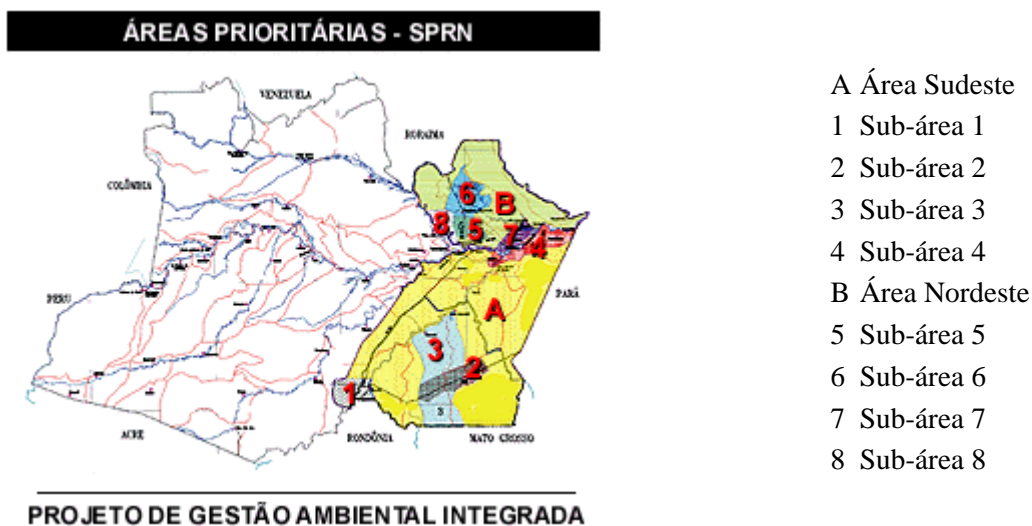 ÁREAS PRIORITÁRIAS - SPRN
VENEZUELA
RORAIMA
COLÔMBIA
6
B
8
5
7
4
PERU
PARÁ
A
3
2
1
3
ACRE
RONDÔNIA
MATO GROSSO
PROJETO DE GESTÃO AMBIENTAL INTEGRADA
A Área Sudeste
1 Sub-área 1
2 Sub-área 2
3 Sub-área 3
4 Sub-área 4
B Área Nordeste
5 Sub-área 5
6 Sub-área 6
7 Sub-área 7
8 Sub-área 8